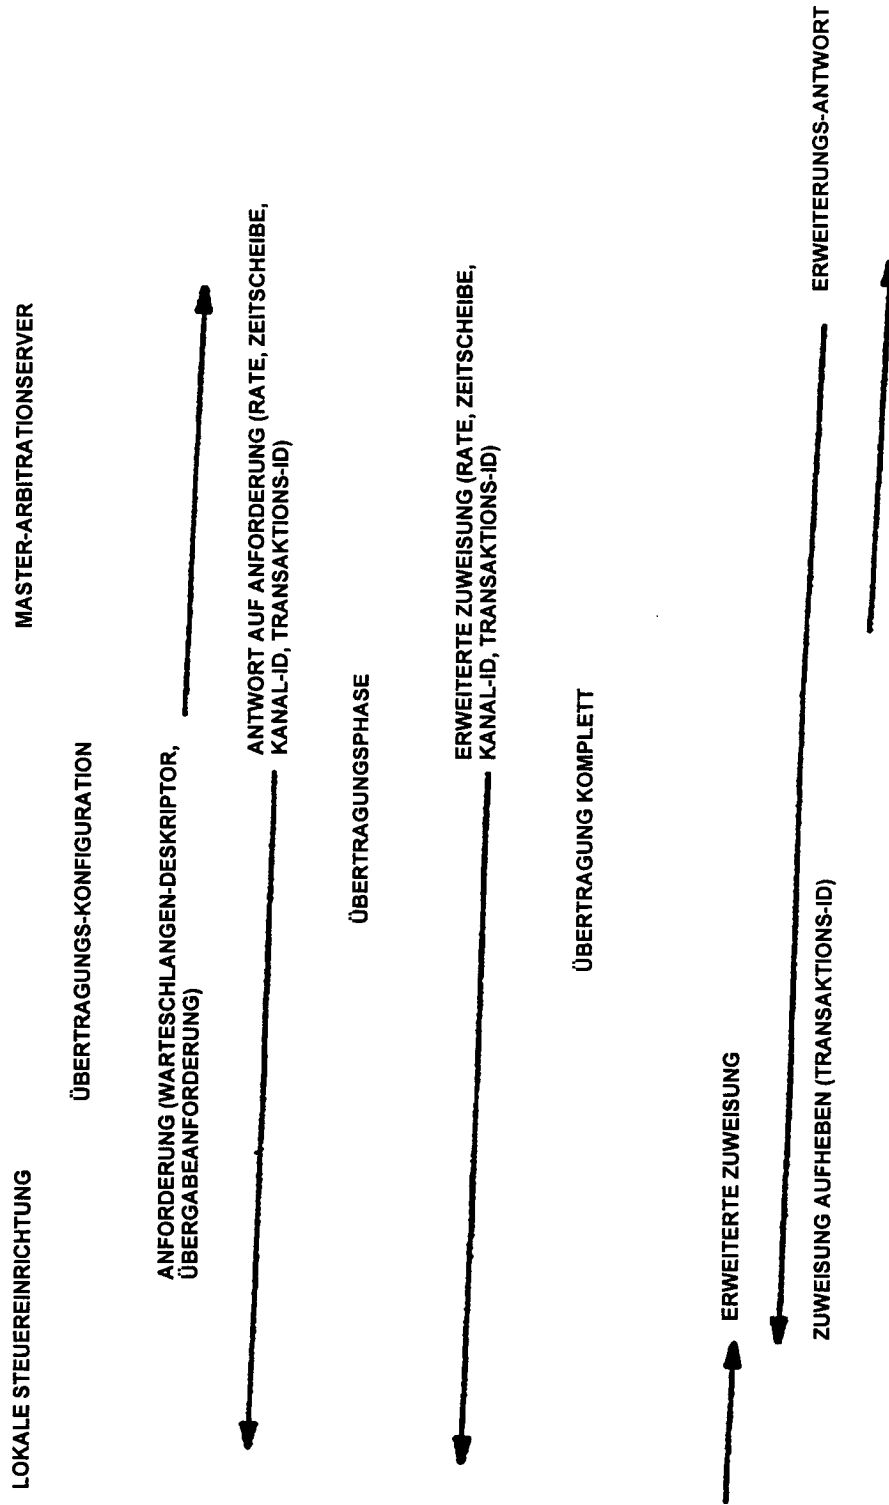 LOKALE STEUEREINRICHTUNG
MASTER-ARBITRATIONSERVER
ÜBERTRAGUNGS-KONFIGURATION
ANFORDERUNG (WARTESCHLANGEN-DESKRIPTOR,
ÜBERGABEANFORDERUNG)
ANTWORT AUF ANFORDERUNG (RATE, ZEITSCHEIBE,
KANAL-ID, TRANSAKTIONS-ID)
ÜBERTRAGUNGSPHASE
ERWEITERTE ZUWEISUNG (RATE, ZEITSCHEIBE,
KANAL-ID, TRANSAKTIONS-ID)
ÜBERTRAGUNG KOMPLETT
ERWEITERTE ZUWEISUNG
ERWEITERUNGS-ANTWORT
ZUWEISUNG AUFHEBEN (TRANSAKTIONS-ID)